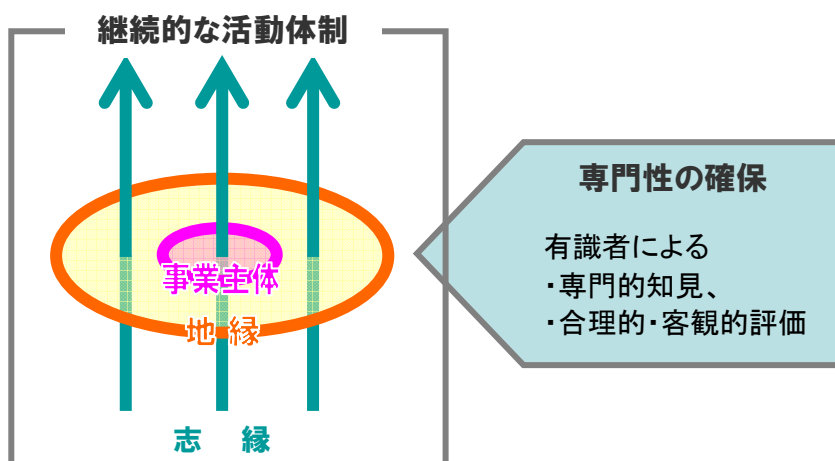 継続的な活動体制
事業主体
地縁
志 縁
専門性の確保
有識者による
・専門的知見、
・合理的・客観的評価